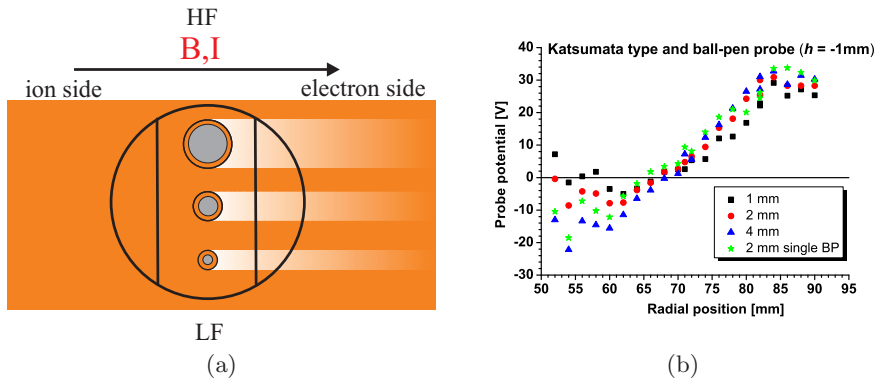 HF
B,I
ion side
electron side
LF
(a)
Katsumata type and ball-pen probe (h = -1mm)
Probe potential [V]
40
30
20
10
0
-10
-20
-30
1 mm
2 mm
4 mm
2 mm single BP
50 55 60 65 70 75 80 85 90 95
Radial position [mm]
(b)